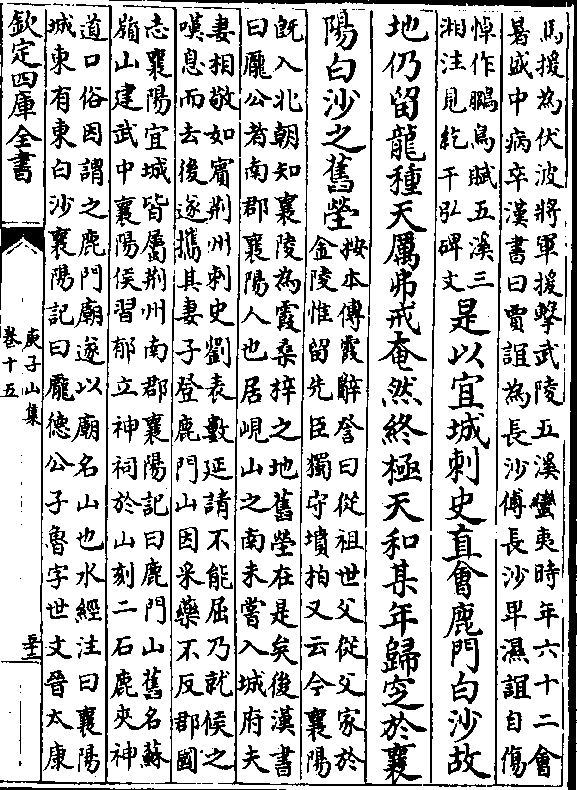 馬援為伏波將軍援擊武陵五溪蠻夷時年六十二會
暑盛中病卒漢書曰賈誼為長沙傅長沙卑濕誼自傷
悼作鵬鳥賦五溪三
湘注見紇干弘碑文
是以宜城刺史直會鹿門白沙故
地仍留龍種天厲弗戒奄然終極天和某年歸窆於襄
陽白沙之舊塋
按本傳霞辭詧曰從祖世父從父家於
金陵惟留先臣獨守墳拍又云今襄陽
既入北朝知襄陵為霞桑梓之地舊塋在是矣後漢書
曰龐公者南郡襄陽人也居峴山之南未嘗入城府夫
妻相敬如賓荆州刺史劉表數延請不能屈乃就侯之
嘆息而去後遂攜其妻子登鹿門山因采藥不反郡國
志襄陽宜城皆屬荆州南郡襄陽記曰鹿門山舊名蘇
嶺山建武中襄陽侯習郁立神祠於山刻二石鹿夾神
道口俗因謂之鹿門廟遂以廟名山也水經注曰襄陽
城東有東白沙襄陽記曰龐德公子魯字世文晉太康
欽定四庫全書
庾子山集
卷十五